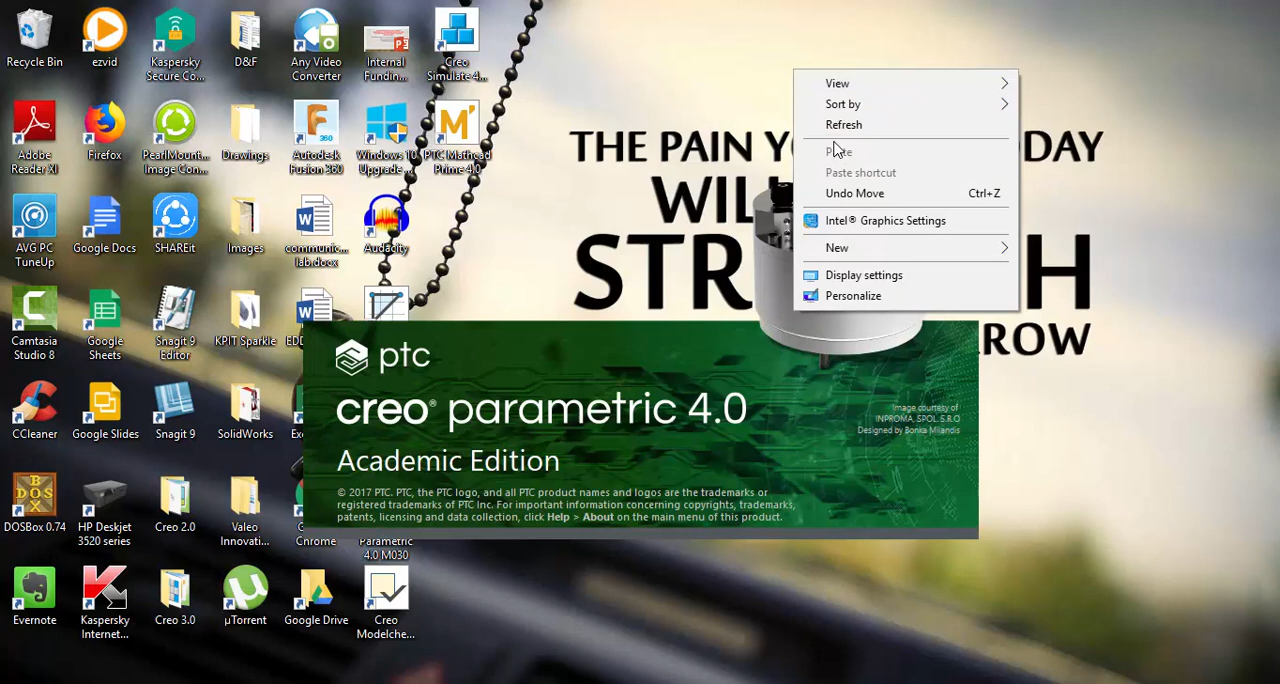 Recycle Bin
ezvid
Kaspersky
Secure Co...
D&F
Any Video
Converter
Internal
Fundin...
Creo
Simulate 4...
Adobe
Reader XI
Firefox
PearlMount...
Image Con...
Drawings
Autodesk
Fusion 360
Windows 10
Upgrade...
PTC Mathcad
Prime 4.0
AVG PC
TuneUp
Google Docs
SHAREit
Images
communic...
lab.docx
Audacity
Camtasia
Studio 8
Google
Sheets
Snagit 9
Editor
KPIT Sparkle
CCleaner
Google Slides
Snagit 9
SolidWorks
DOSBox 0.74
HP Deskjet
3520 series
Creo 2.0
Valeo
Innovati...
Chrome
Parametric
4.0 M030
Evernote
Kaspersky
Internet...
Creo 3.0
µTorrent
Google Drive
Creo
Modelche...
THE PAIN
DAY
WILL
STR
H
ROW
View
Sort by
Refresh
Paste shortcut
Undo Move Ctrl+Z
Intel® Graphics Settings
New
Display settings
Personalize
ptc
creo® parametric 4.0
Academic Edition
Image courtesy of
INPROMA, SPOL. S.R.O
Designed by Bonka Milandis
© 2017 PTC. PTC, the PTC logo, and all PTC product names and logos are the trademarks or
registered trademarks of PTC Inc. For important information concerning copyrights, trademarks,
patents, licensing and data collection, click Help > About on the main menu of this product.